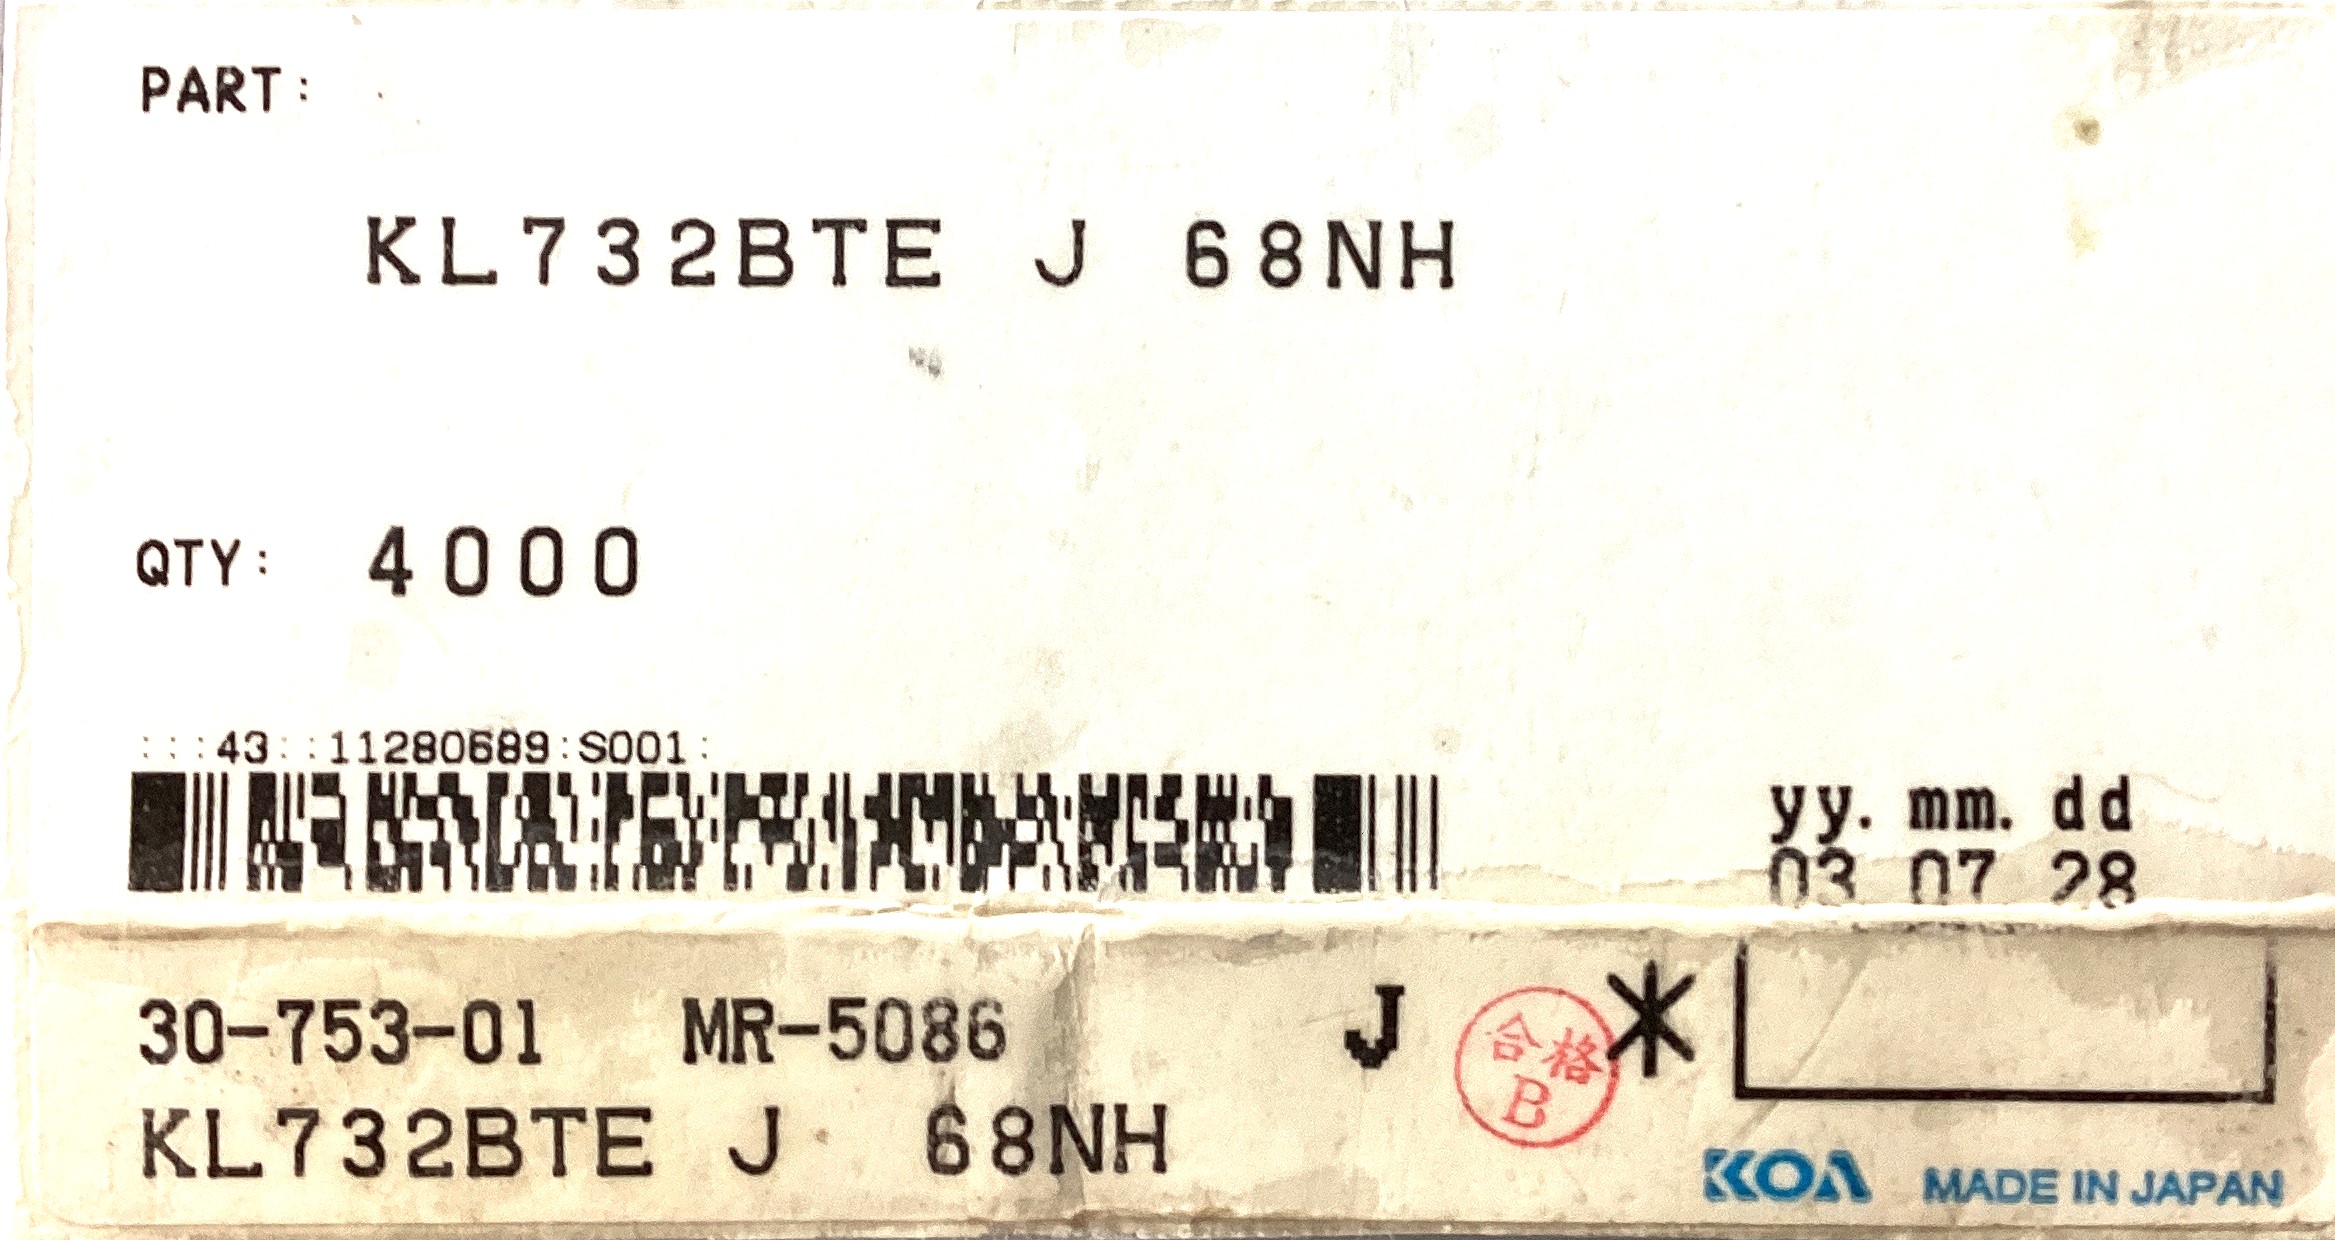 PART:
KL732BTE J 68NH
QTY: 4000
:::43::11280689:S001:
yy. mm. dd
03 07 28
30-753-01 MR-5086 J *
合格
B
KL732BTE J 68NH
KOA MADE IN JAPAN